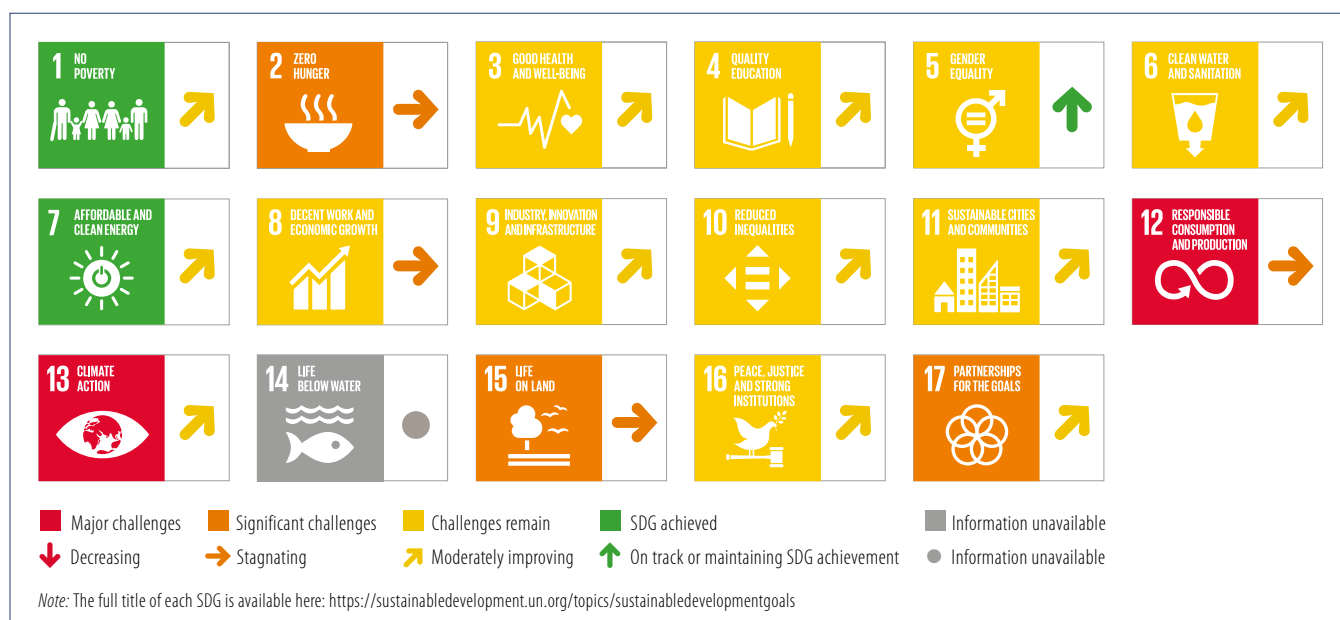 1 NO
POVERTY
2 ZERO
HUNGER
3 GOOD HEALTH
AND WELL-BEING
4 QUALITY
EDUCATION
5 GENDER
EQUALITY
6 CLEAN WATER
AND SANITATION
7 AFFORDABLE AND
CLEAN ENERGY
8 DECENT WORK AND
ECONOMIC GROWTH
9 INDUSTRY, INNOVATION
AND INFRASTRUCTURE
10 REDUCED
INEQUALITIES
11 SUSTAINABLE CITIES
AND COMMUNITIES
12 RESPONSIBLE
CONSUMPTION
AND PRODUCTION
13 CLIMATE
ACTION
14 LIFE
BELOW WATER
15 LIFE
ON LAND
16 PEACE, JUSTICE
AND STRONG
INSTITUTIONS
17 PARTNERSHIPS
FOR THE GOALS
Major challenges Significant challenges Challenges remain SDG achieved Information unavailable
Decreasing Stagnating Moderately improving On track or maintaining SDG achievement Information unavailable
Note: The full title of each SDG is available here: https://sustainabledevelopment.un.org/topics/sustainabledevelopmentgoals